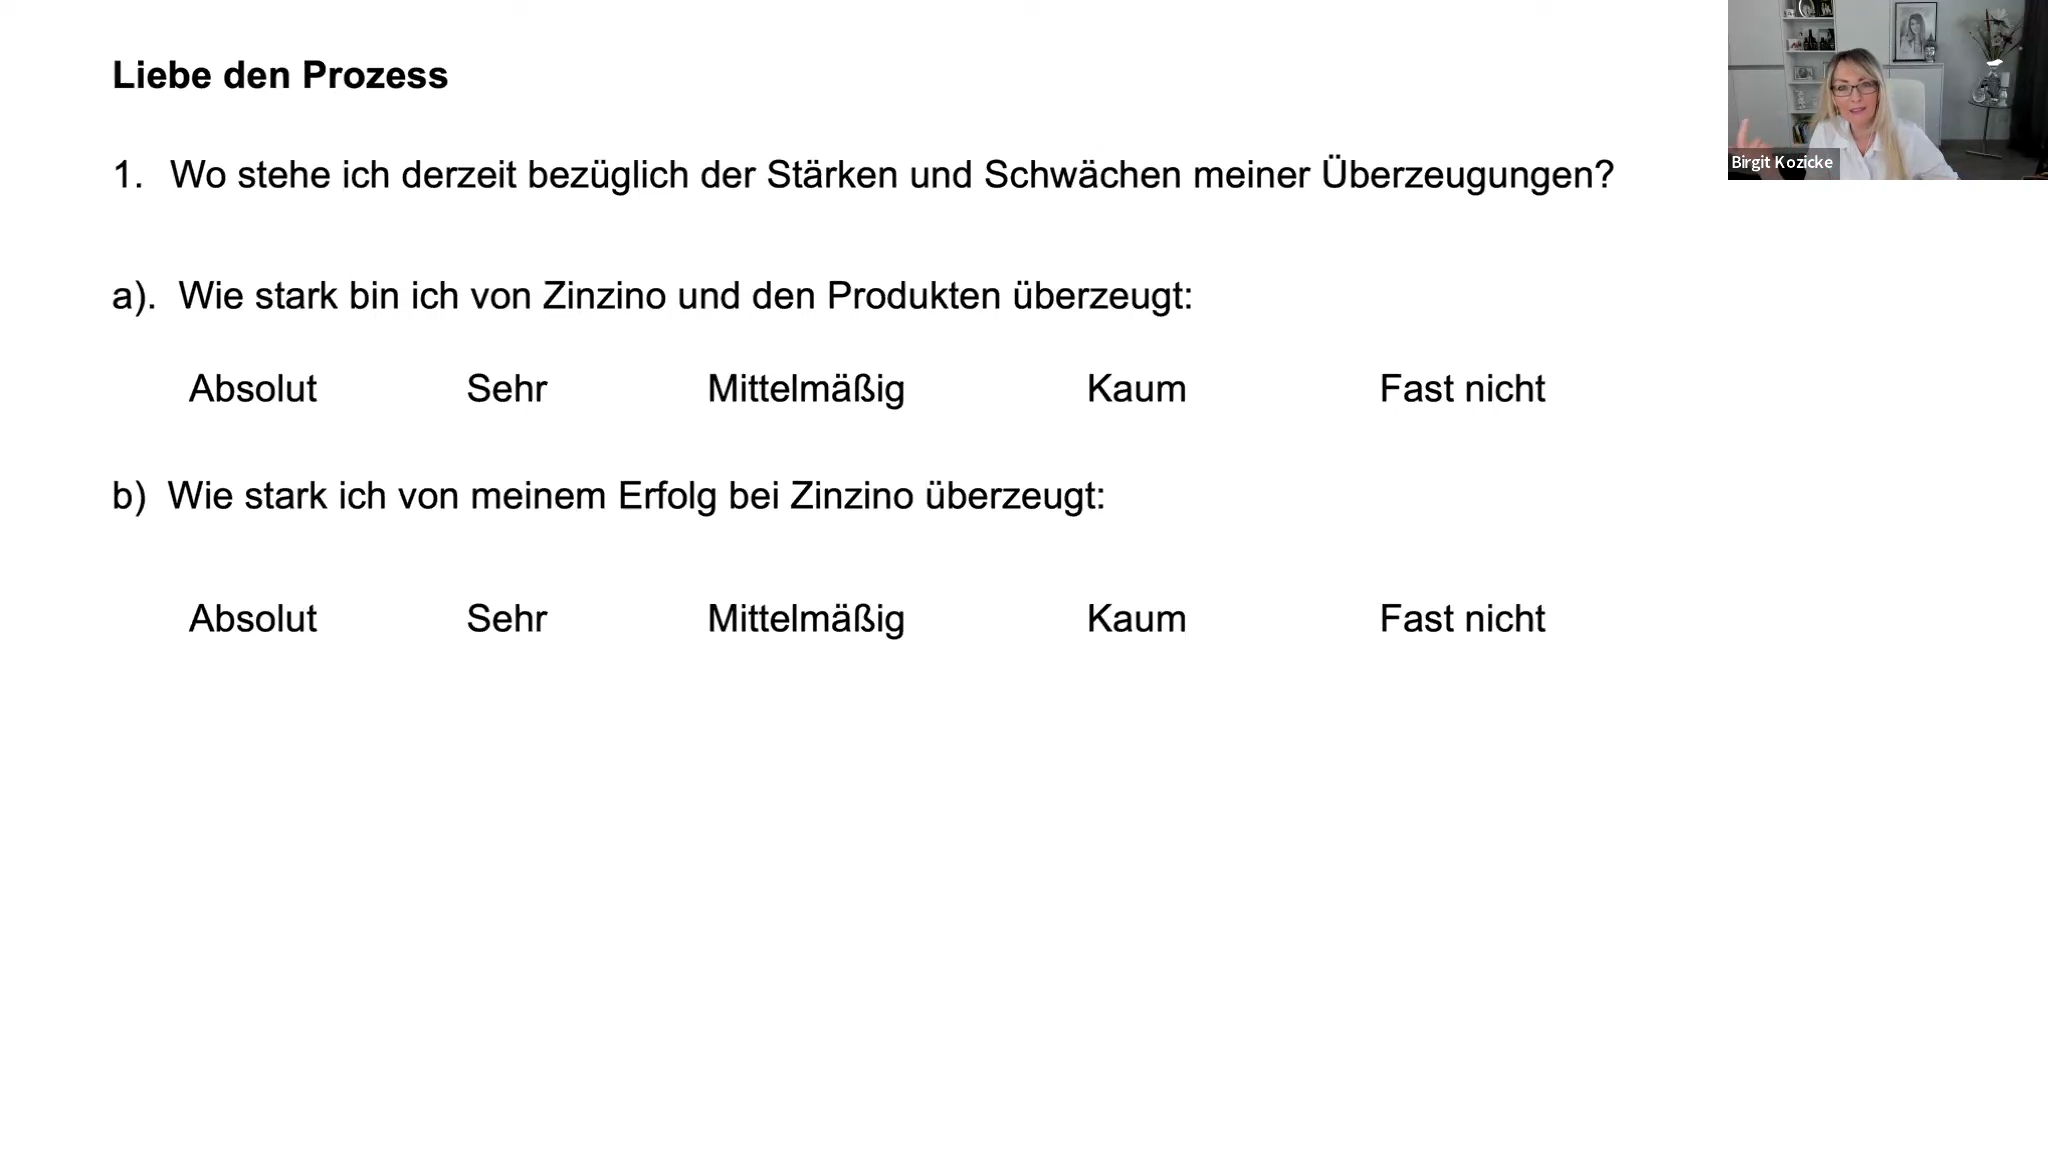 Liebe den Prozess
1. Wo stehe ich derzeit bezüglich der Stärken und Schwächen meiner Überzeugungen?
a). Wie stark bin ich von Zinzino und den Produkten überzeugt:
Absolut Sehr Mittelmäßig Kaum Fast nicht
b) Wie stark ich von meinem Erfolg bei Zinzino überzeugt:
Absolut Sehr Mittelmäßig Kaum Fast nicht
Birgit Kozicke